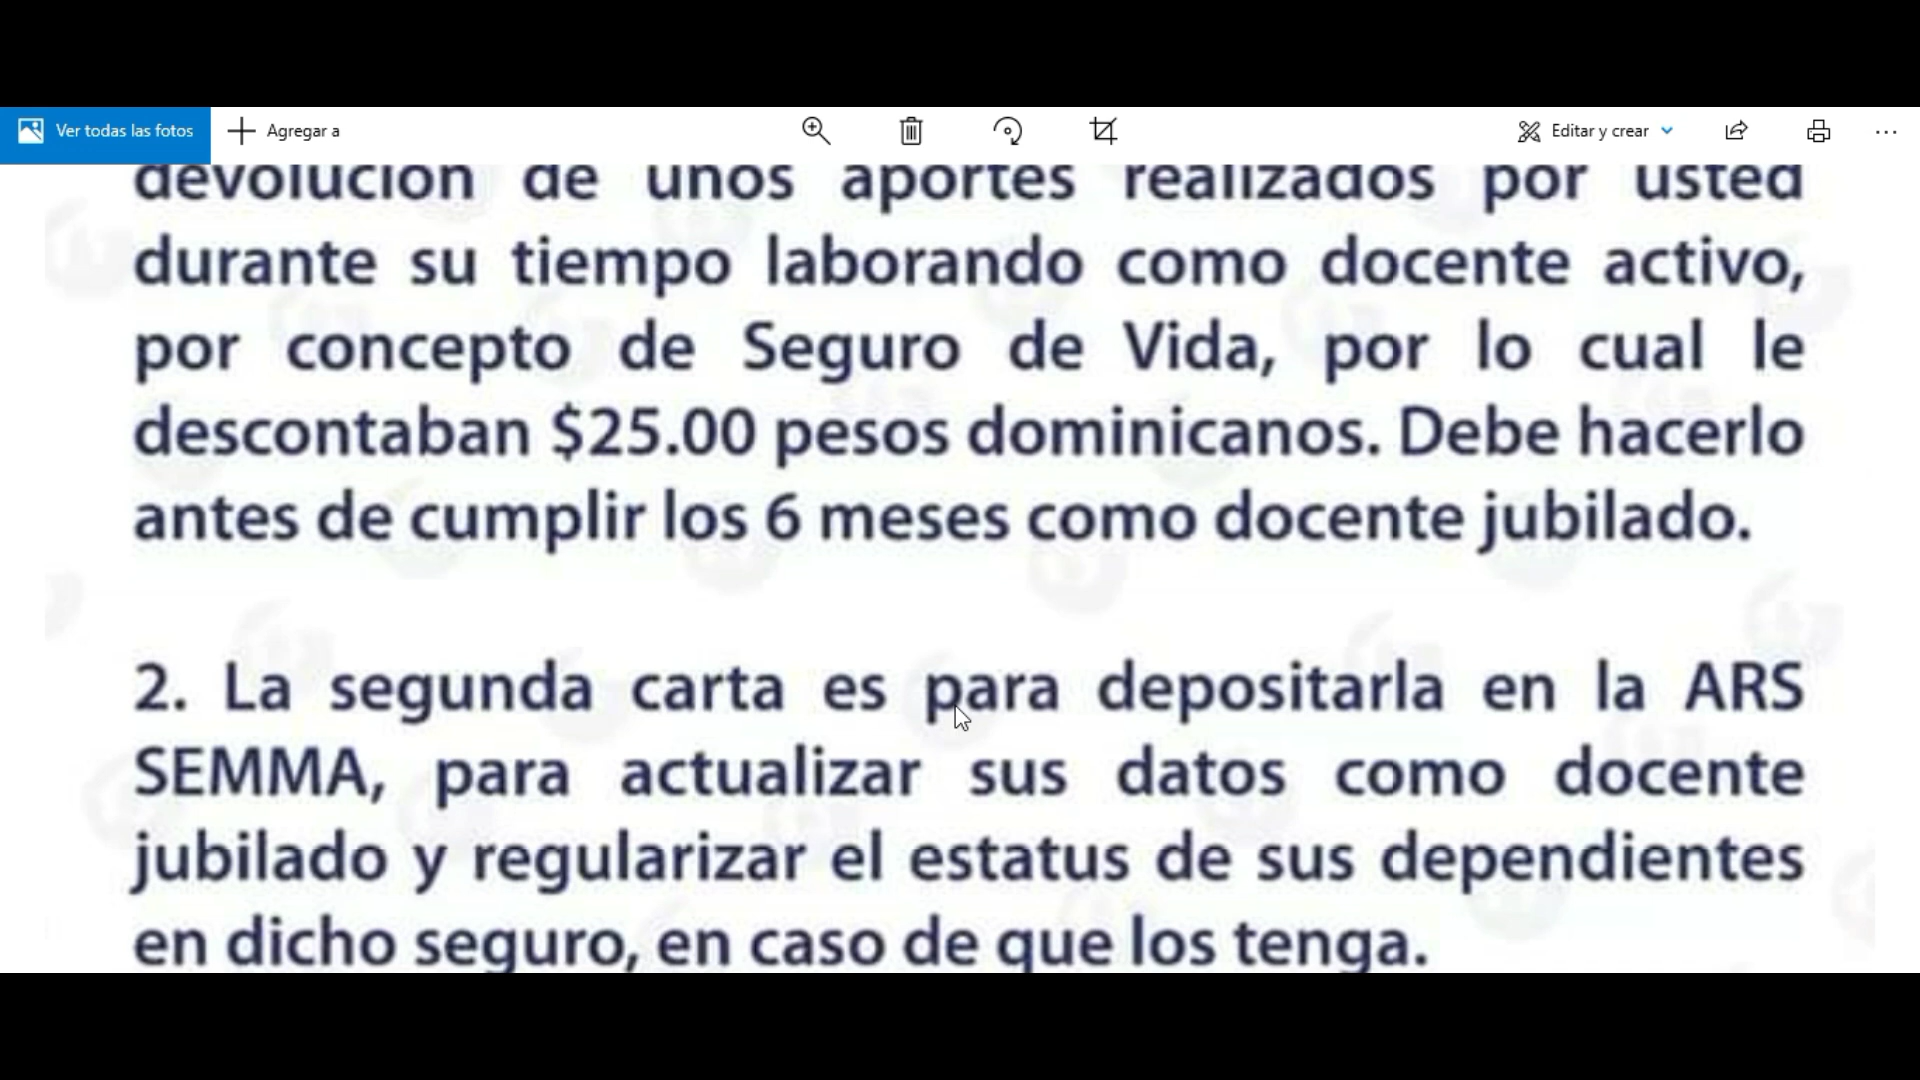 Ver todas las fotos
Agregar a
Editar y crear
devolución de unos aportes realizados por usted
durante su tiempo laborando como docente activo,
por concepto de Seguro de Vida, por lo cual le
descontaban $25.00 pesos dominicanos. Debe hacerlo
antes de cumplir los 6 meses como docente jubilado.
2. La segunda carta es para depositarla en la ARS
SEMMA, para actualizar sus datos como docente
jubilado y regularizar el estatus de sus dependientes
en dicho seguro, en caso de que los tenga.